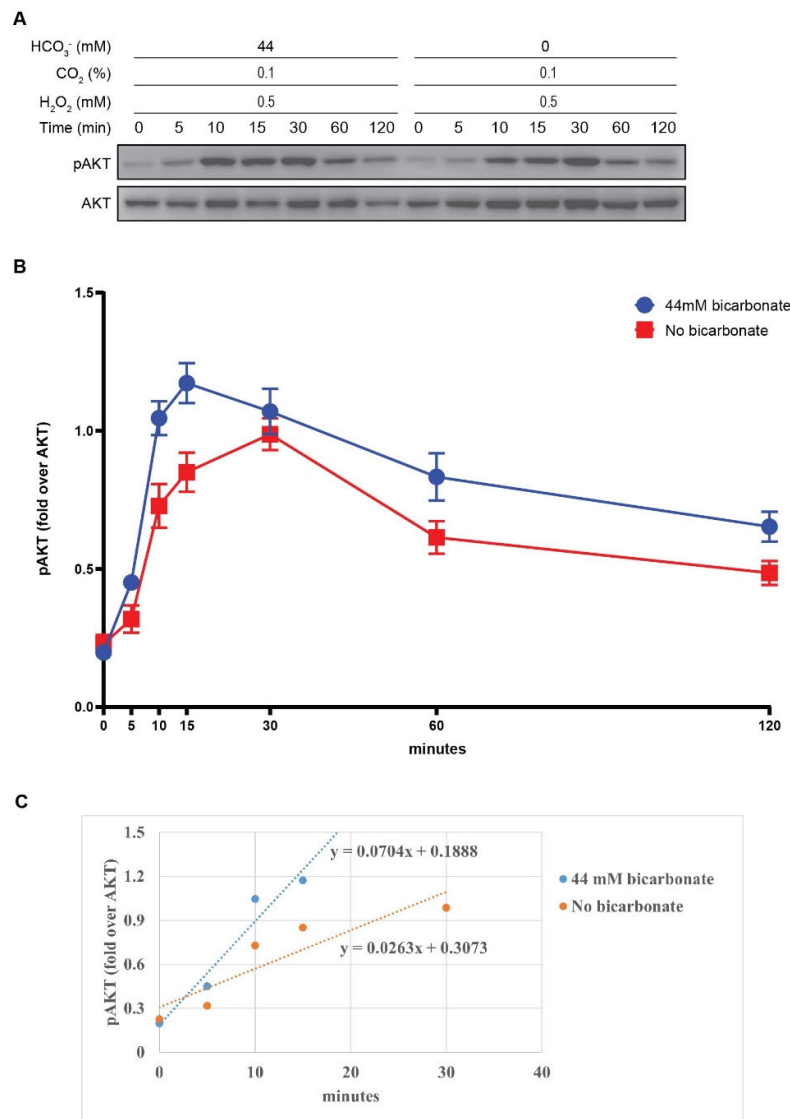 A
HCO₃⁻ (mM) 44 0
CO₂ (%) 0.1 0.1
H₂O₂ (mM) 0.5 0.5
Time (min) 0 5 10 15 30 60 120 0 5 10 15 30 60 120
pAKT
AKT
B
1.5
1.0
0.5
0.0
pAKT (fold over AKT)
44mM bicarbonate
No bicarbonate
0 5 10 15 30 60 120
minutes
C
1.5
1.2
0.9
0.6
0.3
0
pAKT (fold over AKT)
y = 0.0704x + 0.1888
y = 0.0263x + 0.3073
44 mM bicarbonate
No bicarbonate
0 10 20 30 40
minutes